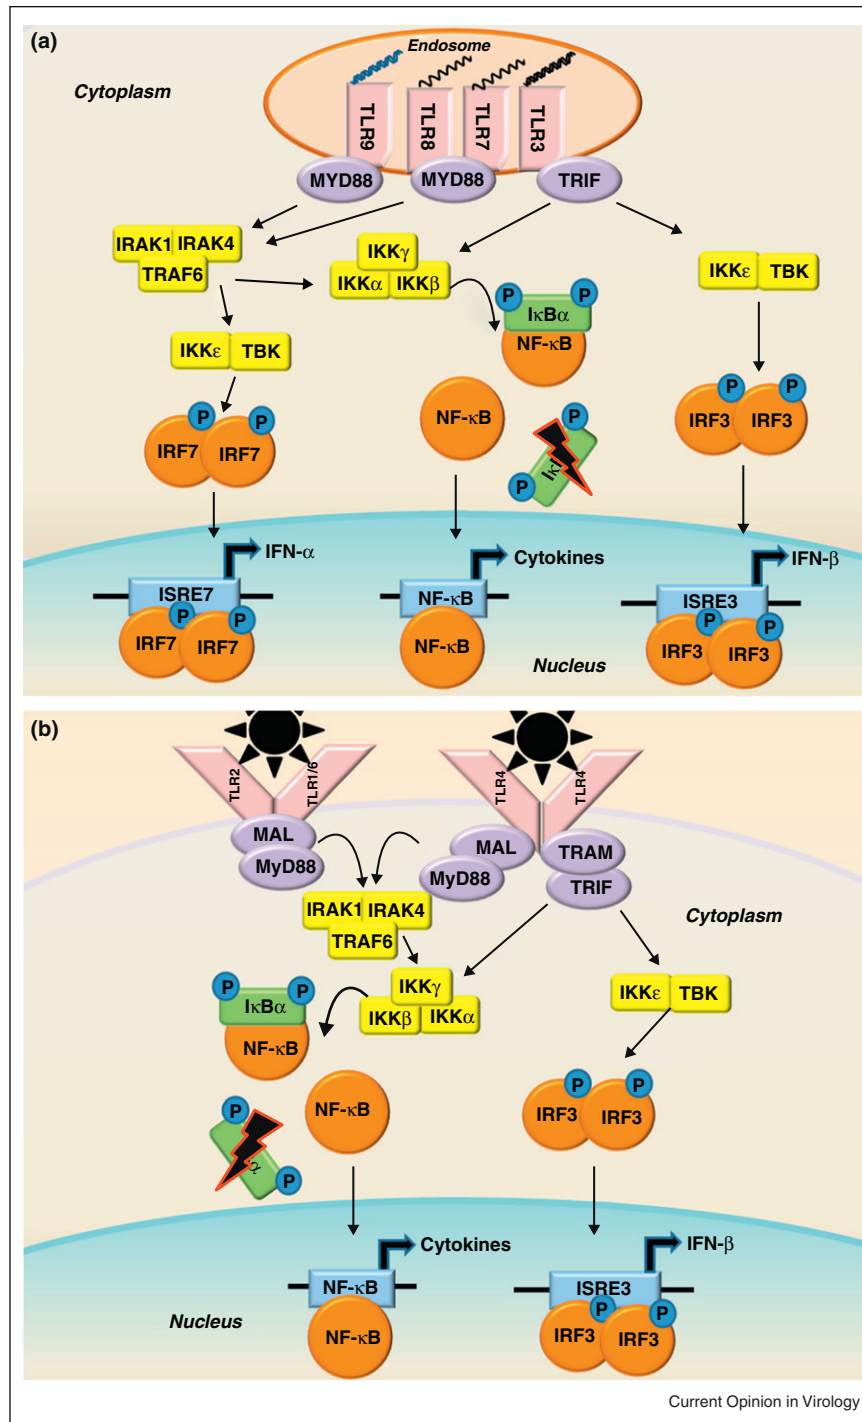 (a)
Endosome
Cytoplasm
TLR9
TLR8
TLR7
TLR3
MYD88
MYD88
TRIF
IRAK1 IRAK4
TRAF6
IKKγ
IKKα IKKβ
IKKε TBK
P P
IκBα
NF-κB
IKKε TBK
P P
IRF7 IRF7
NF-κB
P
P
P P
IRF3 IRF3
IFN-α
Cytokines
IFN-β
ISRE7
NF-κB
ISRE3
P P
IRF7 IRF7
NF-κB
P P
IRF3 IRF3
Nucleus
(b)
TLR2
TLR1/6
TLR4
TLR4
MAL
MyD88
MAL
MyD88
TRAM
TRIF
IRAK1 IRAK4
TRAF6
Cytoplasm
IKKγ
IKKβ IKKα
IKKε TBK
P P
IκBα
NF-κB
NF-κB
P P
IRF3 IRF3
P
α
P
Cytokines
IFN-β
NF-κB
ISRE3
Nucleus
NF-κB
P P
IRF3 IRF3
Current Opinion in Virology